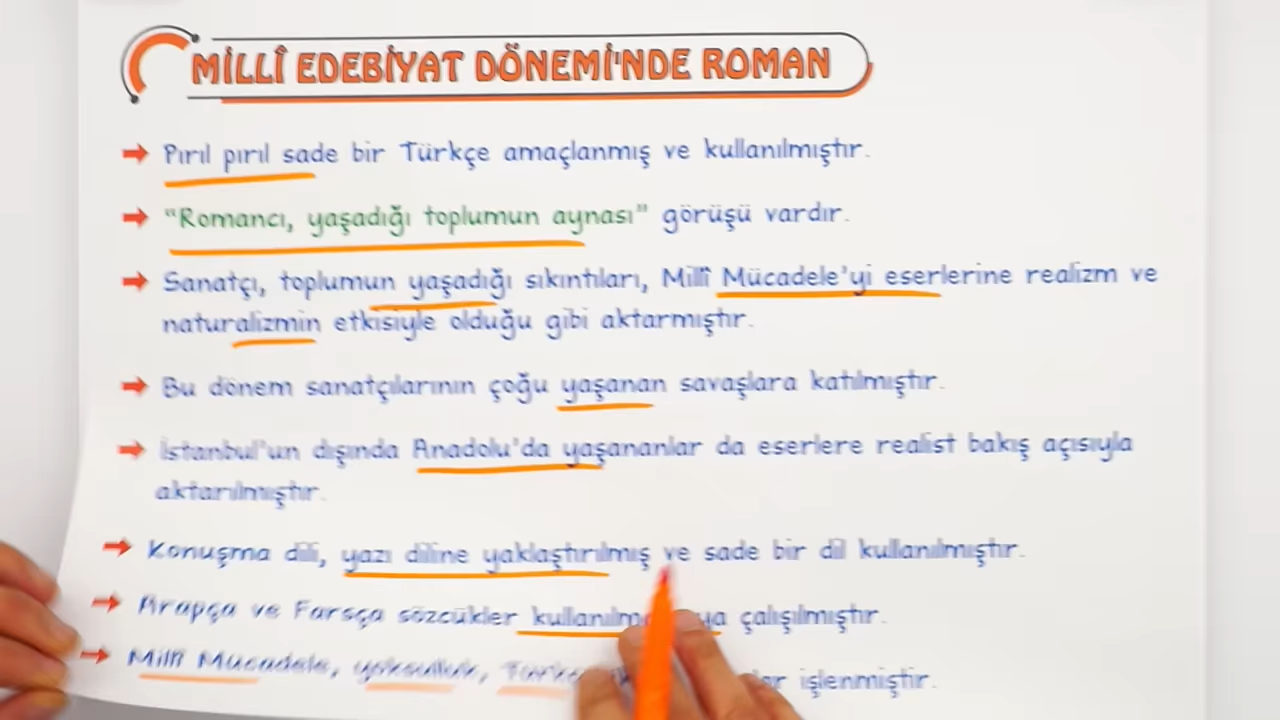 MİLLÎ EDEBİYAT DÖNEMİ'NDE ROMAN
Pırıl pırıl sade bir Türkçe amaçlanmış ve kullanılmıştır.
"Romancı, yaşadığı toplumun aynası" görüşü vardır.
Sanatçı, toplumun yaşadığı sıkıntıları, Millî Mücadele'yi eserlerine realizm ve
naturalizmin etkisiyle olduğu gibi aktarmıştır.
Bu dönem sanatçılarının çoğu yaşanan savaşlara katılmıştır.
İstanbul'un dışında Anadolu'da yaşananlar da eserlere realist bakış açısıyla
aktarılmıştır.
Konuşma dili, yazı diline yaklaştırılmış ve sade bir dil kullanılmıştır.
Arapça ve Farsça sözcükler çalışılmıştır.
Millî Mücadele, yoksulluk, işlenmiştir.